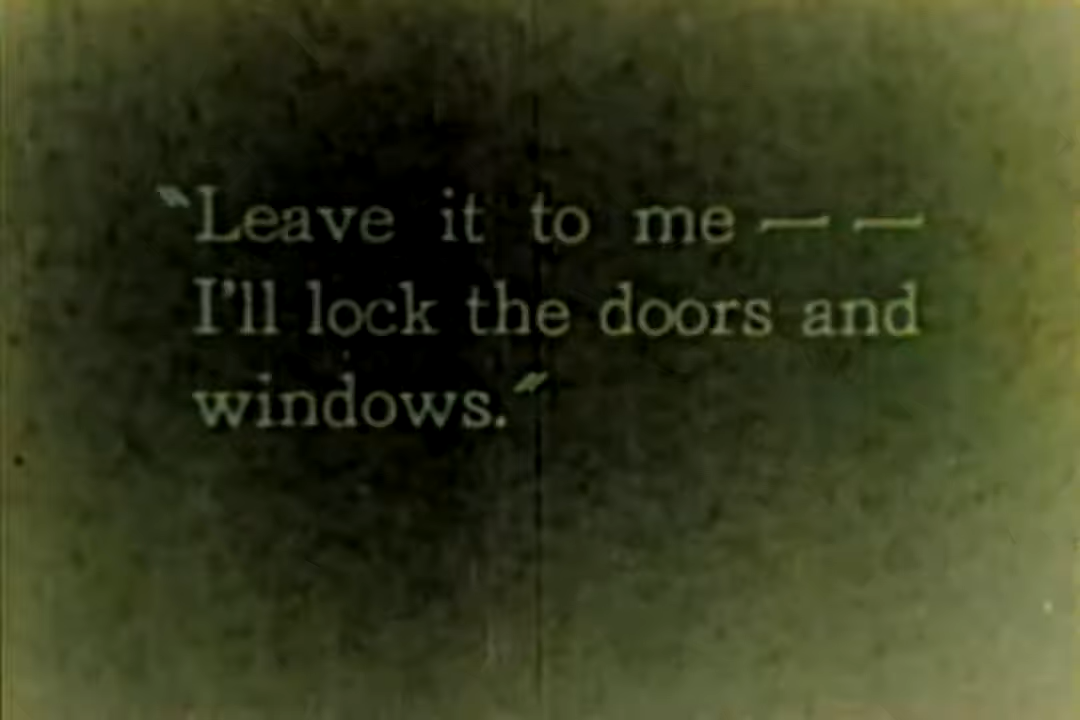 "Leave it to me — —
I'll lock the doors and
windows."